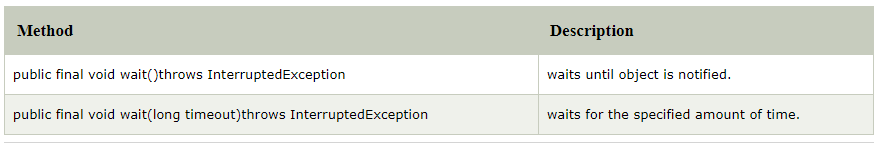 Method Description
public final void wait()throws InterruptedException waits until object is notified.
public final void wait(long timeout)throws InterruptedException waits for the specified amount of time.